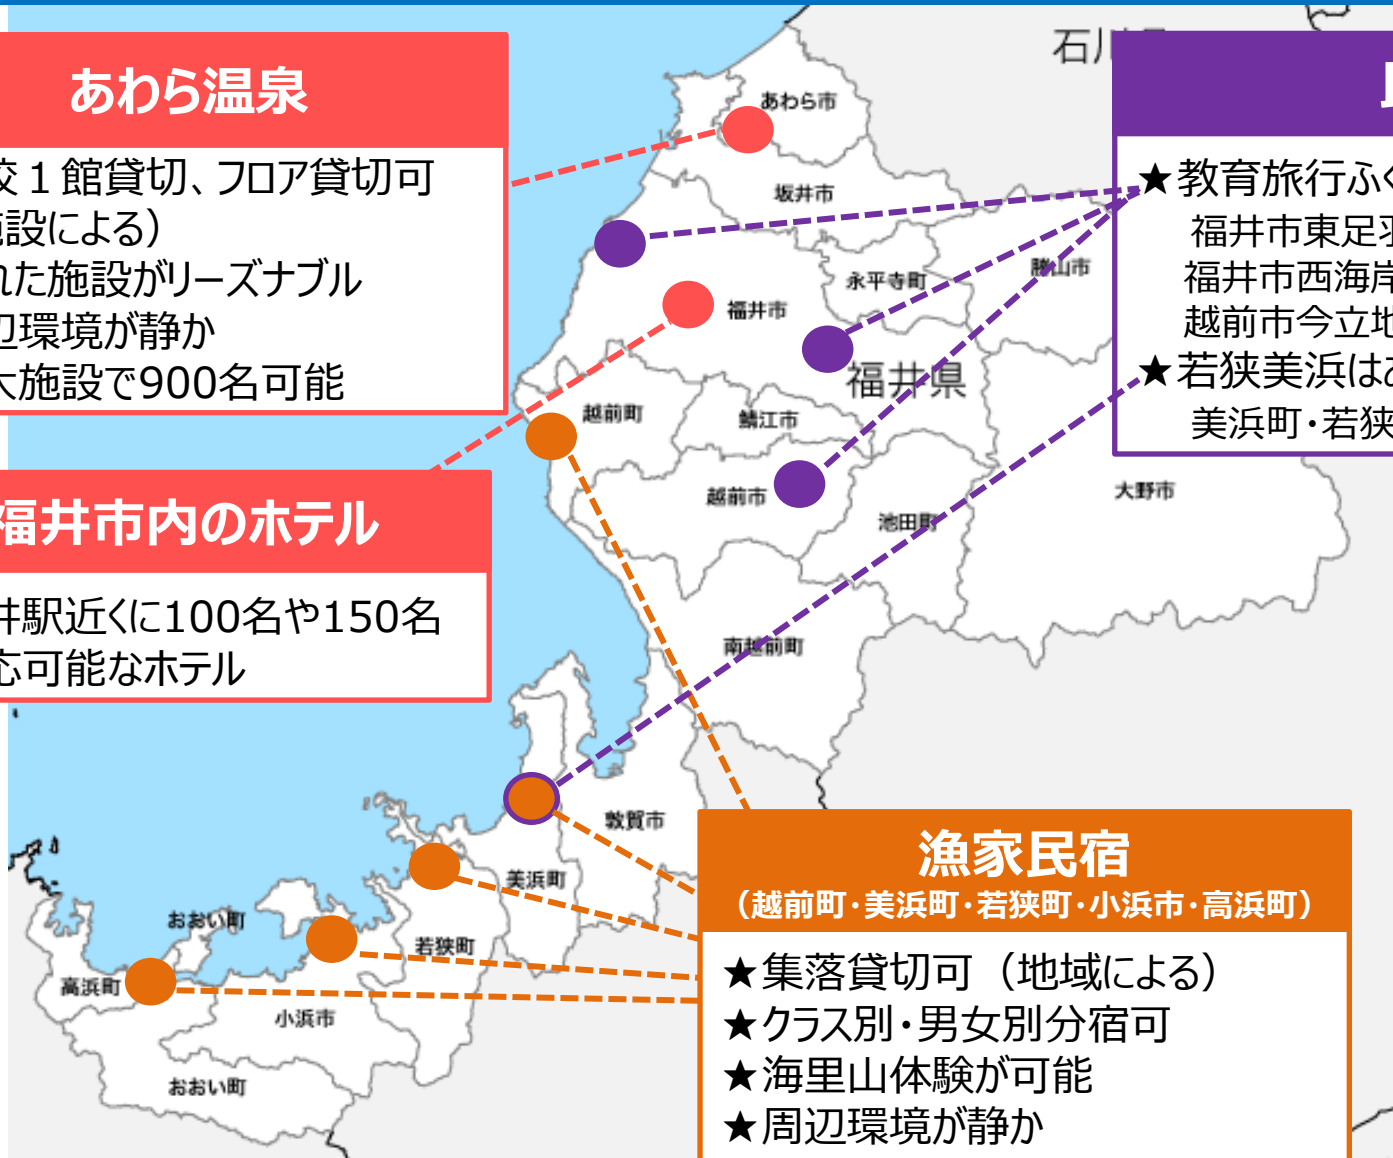 あわら温泉
校１館貸切、フロア貸切可
施設による）
れた施設がリーズナブル
辺環境が静か
大施設で900名可能
福井市内のホテル
井駅近くに100名や150名
応可能なホテル
石川
★教育旅行ふく
福井市東足羽
福井市西海岸
越前市今立地
★若狭美浜はあ
美浜町・若狭
あわら市
坂井市
永平寺町
勝山市
福井市
福井県
越前町
鯖江市
越前市
池田町
大野市
南越前町
敦賀市
美浜町
若狭町
おおい町
高浜町
小浜市
おおい町
漁家民宿
（越前町・美浜町・若狭町・小浜市・高浜町）
★集落貸切可（地域による）
★クラス別・男女別分宿可
★海里山体験が可能
★周辺環境が静か